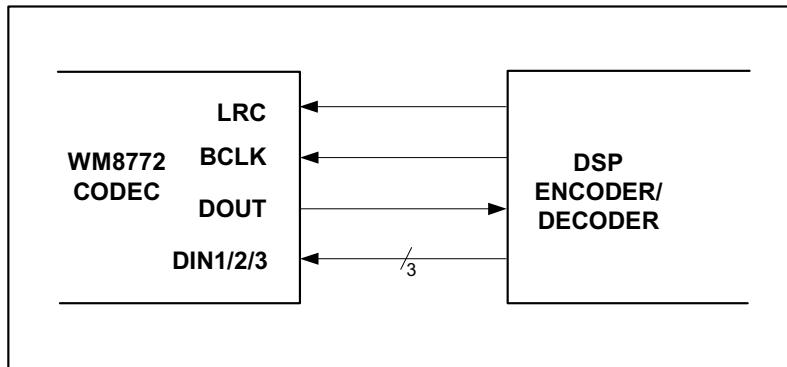 LRC
WM8772
CODEC
BCLK
DOUT
DIN1/2/3
3
DSP
ENCODER/
DECODER